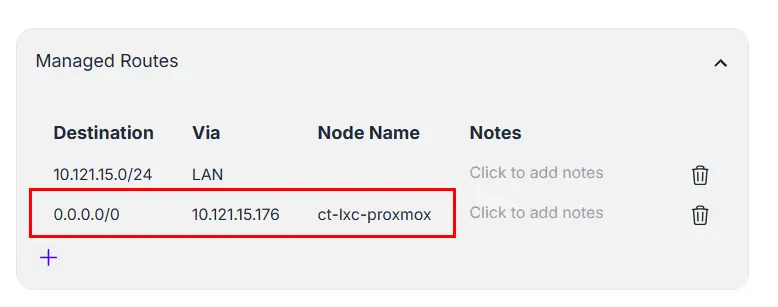 Managed Routes
Destination Via Node Name Notes
10.121.15.0/24 LAN Click to add notes
0.0.0.0/0 10.121.15.176 ct-lxc-proxmox Click to add notes